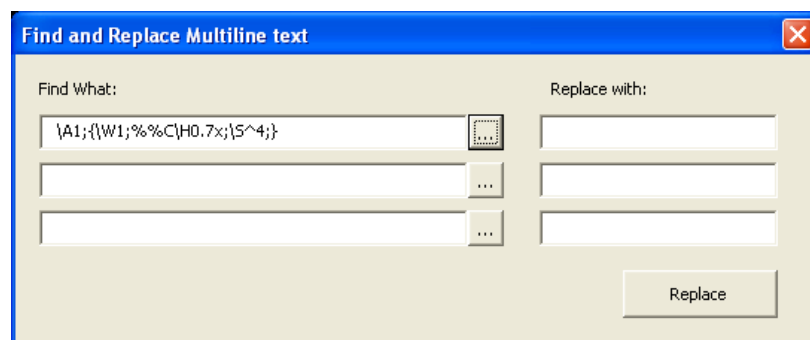 Find and Replace Multiline text
Find What: Replace with:
\A1;{\W1;%%C\H0.7x;\S^4;}
...
...
...
Replace